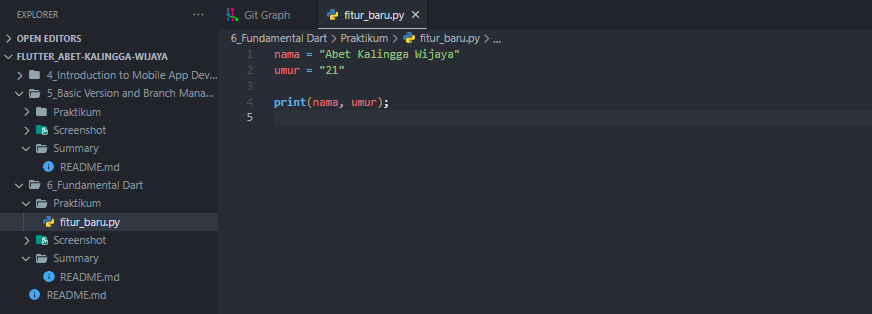 EXPLORER ...
OPEN EDITORS
FLUTTER_ABET-KALINGGA-WIJAYA
4_Introduction to Mobile App Dev...
5_Basic Version and Branch Mana...
Praktikum
Screenshot
Summary
README.md
6_Fundamental Dart
Praktikum
fitur_baru.py
Screenshot
Summary
README.md
README.md
Git Graph
fitur_baru.py
6_Fundamental Dart > Praktikum > fitur_baru.py > ...
1 nama = "Abet Kalingga Wijaya"
2 umur = "21"
3
4 print(nama, umur);
5